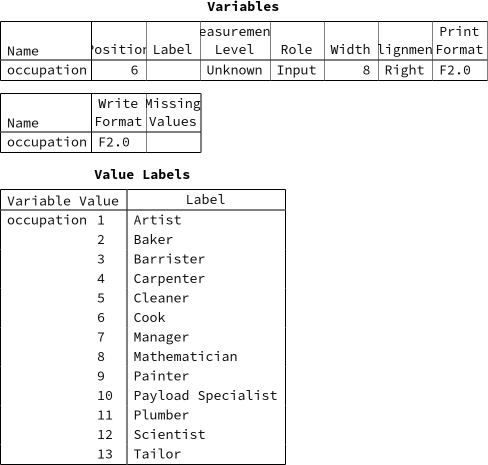 Variables
Name Position Label Measurement Level Role Width Alignment Print Format
occupation 6 Unknown Input 8 Right F2.0
Name Write Format Missing Values
occupation F2.0
Value Labels
Variable Value Label
occupation 1 Artist
2 Baker
3 Barrister
4 Carpenter
5 Cleaner
6 Cook
7 Manager
8 Mathematician
9 Painter
10 Payload Specialist
11 Plumber
12 Scientist
13 Tailor